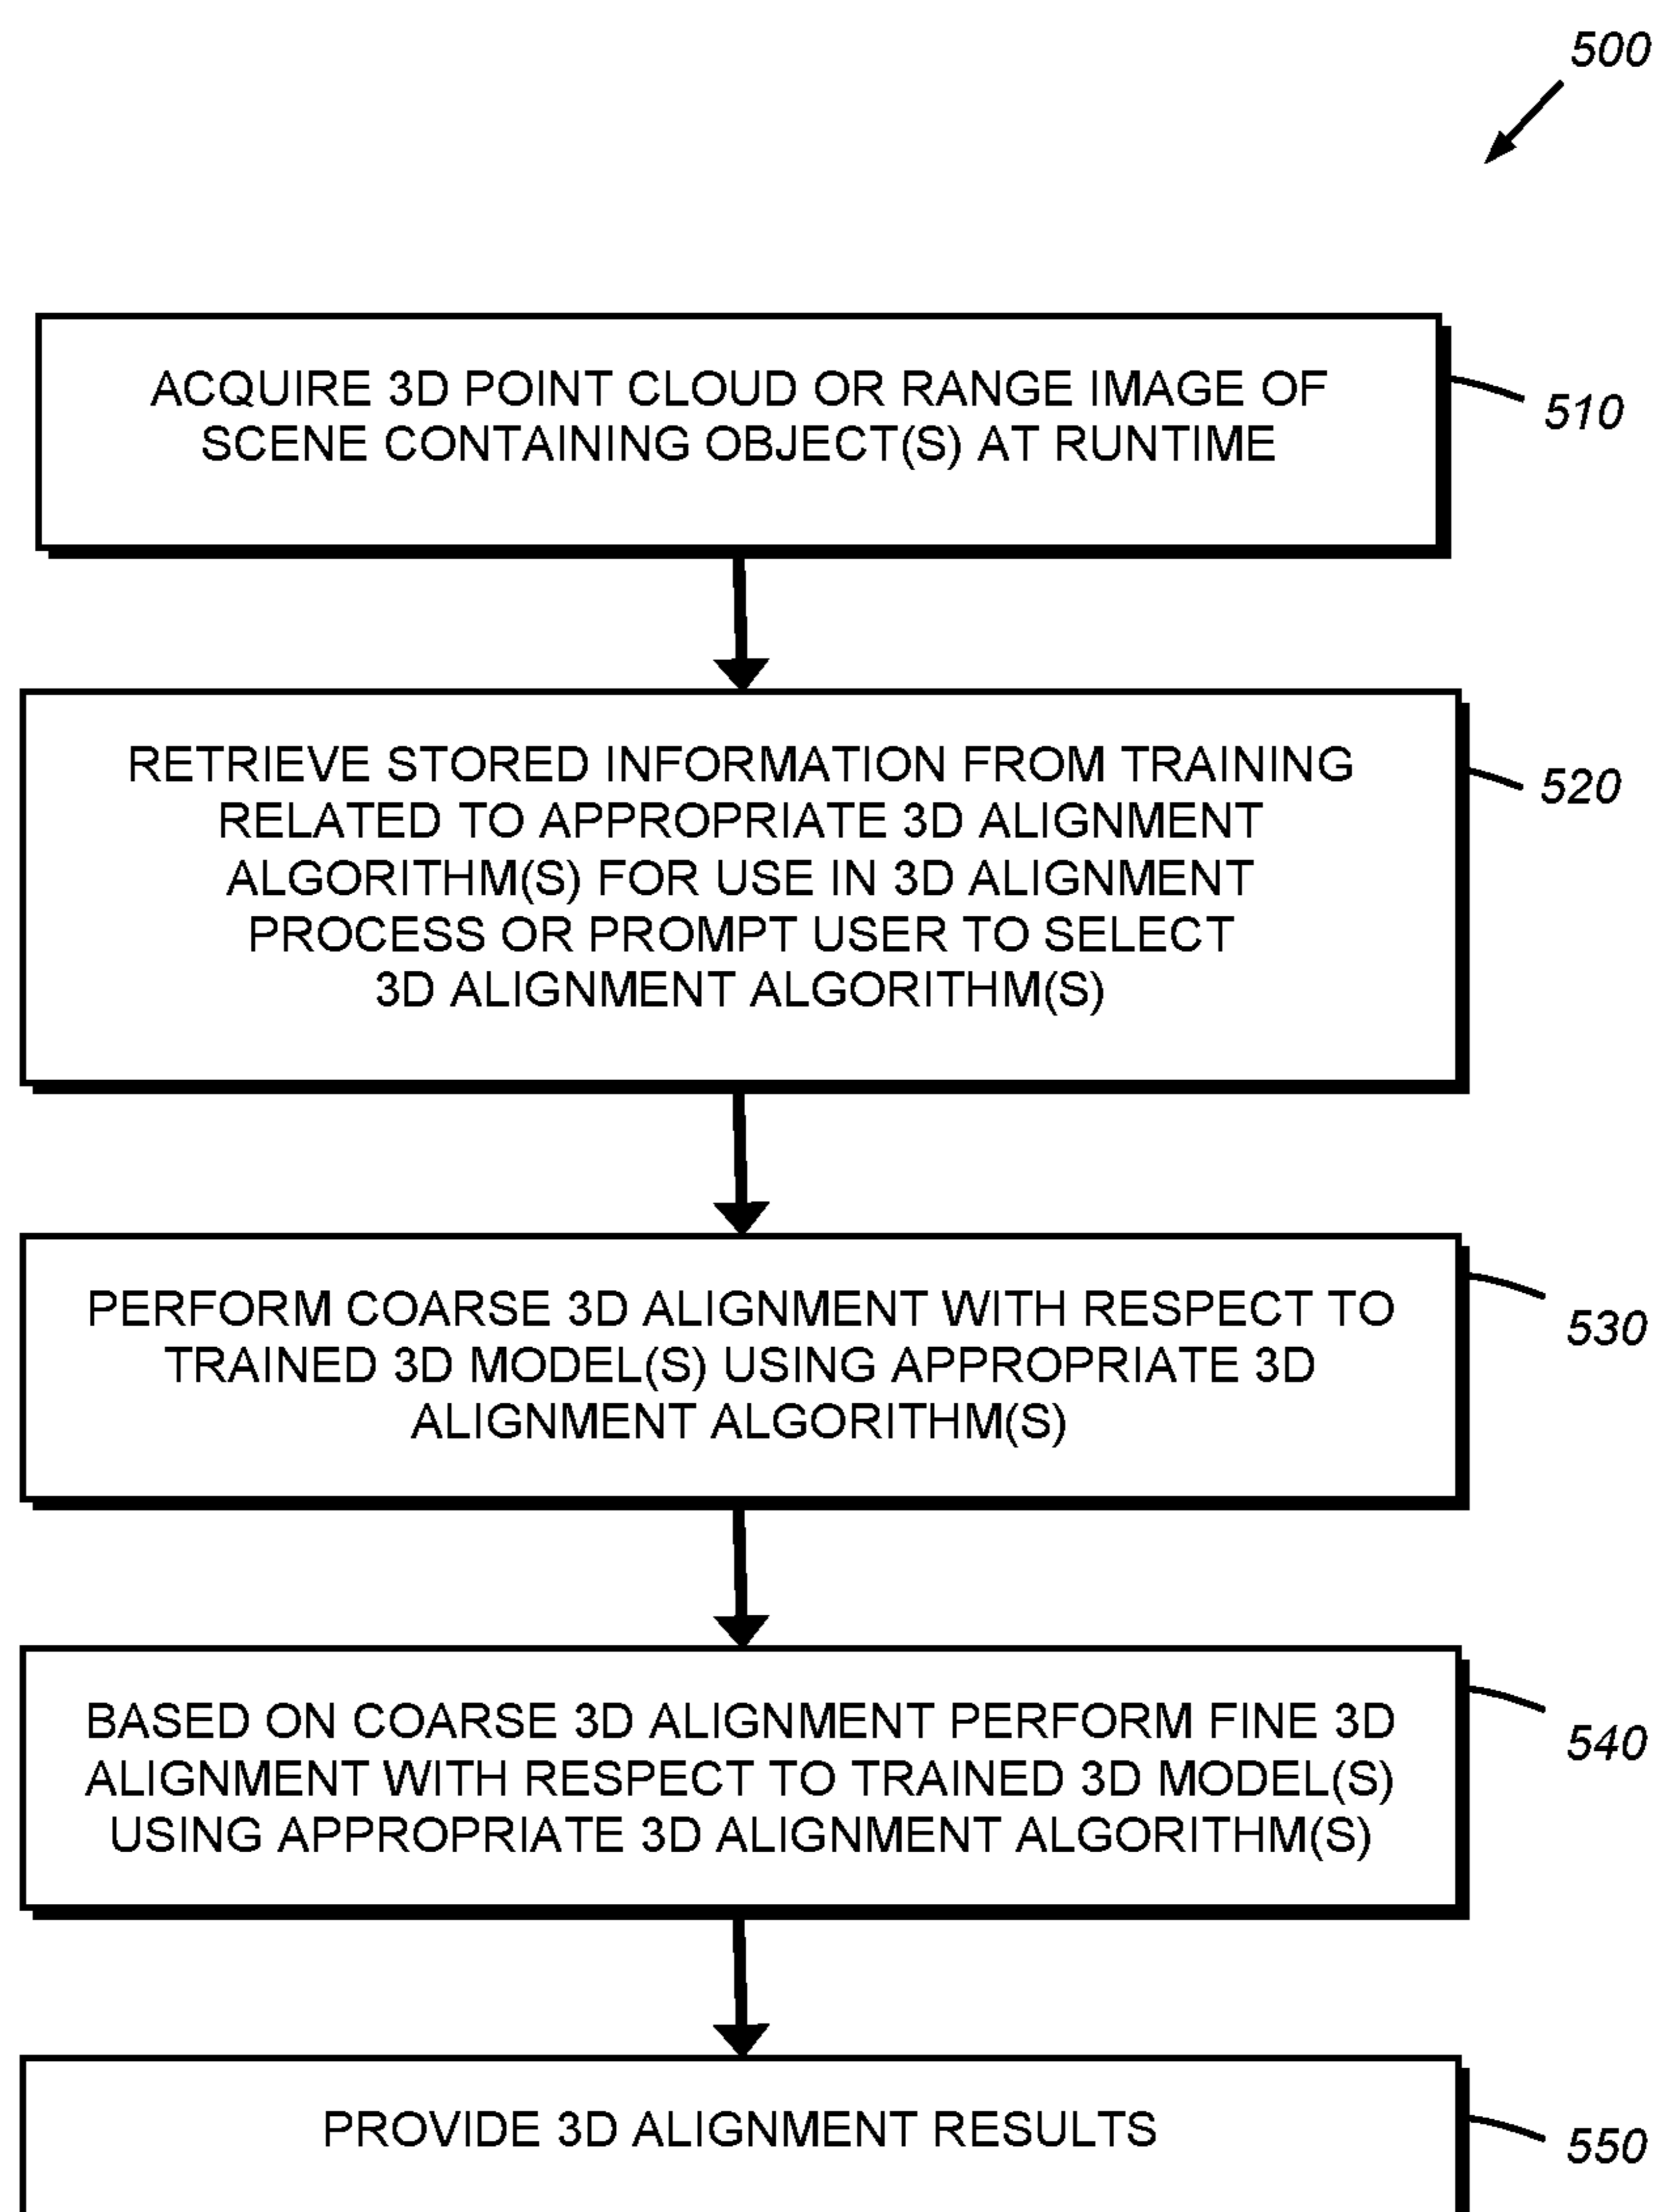 500
ACQUIRE 3D POINT CLOUD OR RANGE IMAGE OF
SCENE CONTAINING OBJECT(S) AT RUNTIME
510
RETRIEVE STORED INFORMATION FROM TRAINING
RELATED TO APPROPRIATE 3D ALIGNMENT
ALGORITHM(S) FOR USE IN 3D ALIGNMENT
PROCESS OR PROMPT USER TO SELECT
3D ALIGNMENT ALGORITHM(S)
520
PERFORM COARSE 3D ALIGNMENT WITH RESPECT TO
TRAINED 3D MODEL(S) USING APPROPRIATE 3D
ALIGNMENT ALGORITHM(S)
530
BASED ON COARSE 3D ALIGNMENT PERFORM FINE 3D
ALIGNMENT WITH RESPECT TO TRAINED 3D MODEL(S)
USING APPROPRIATE 3D ALIGNMENT ALGORITHM(S)
540
PROVIDE 3D ALIGNMENT RESULTS
550